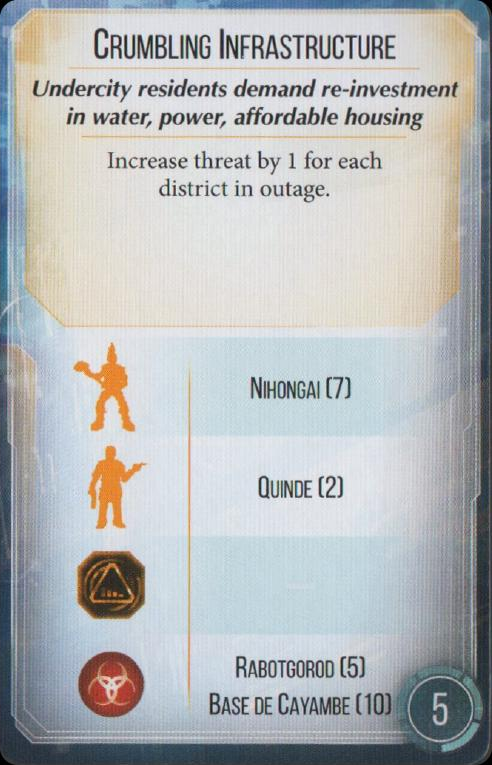 Crumbling Infrastructure
Undercity residents demand re-investment
in water, power, affordable housing
Increase threat by 1 for each
district in outage.
Nihongai (7)
Quinde (2)
Rabotgorod (5)
Base de Cayambe (10)
5